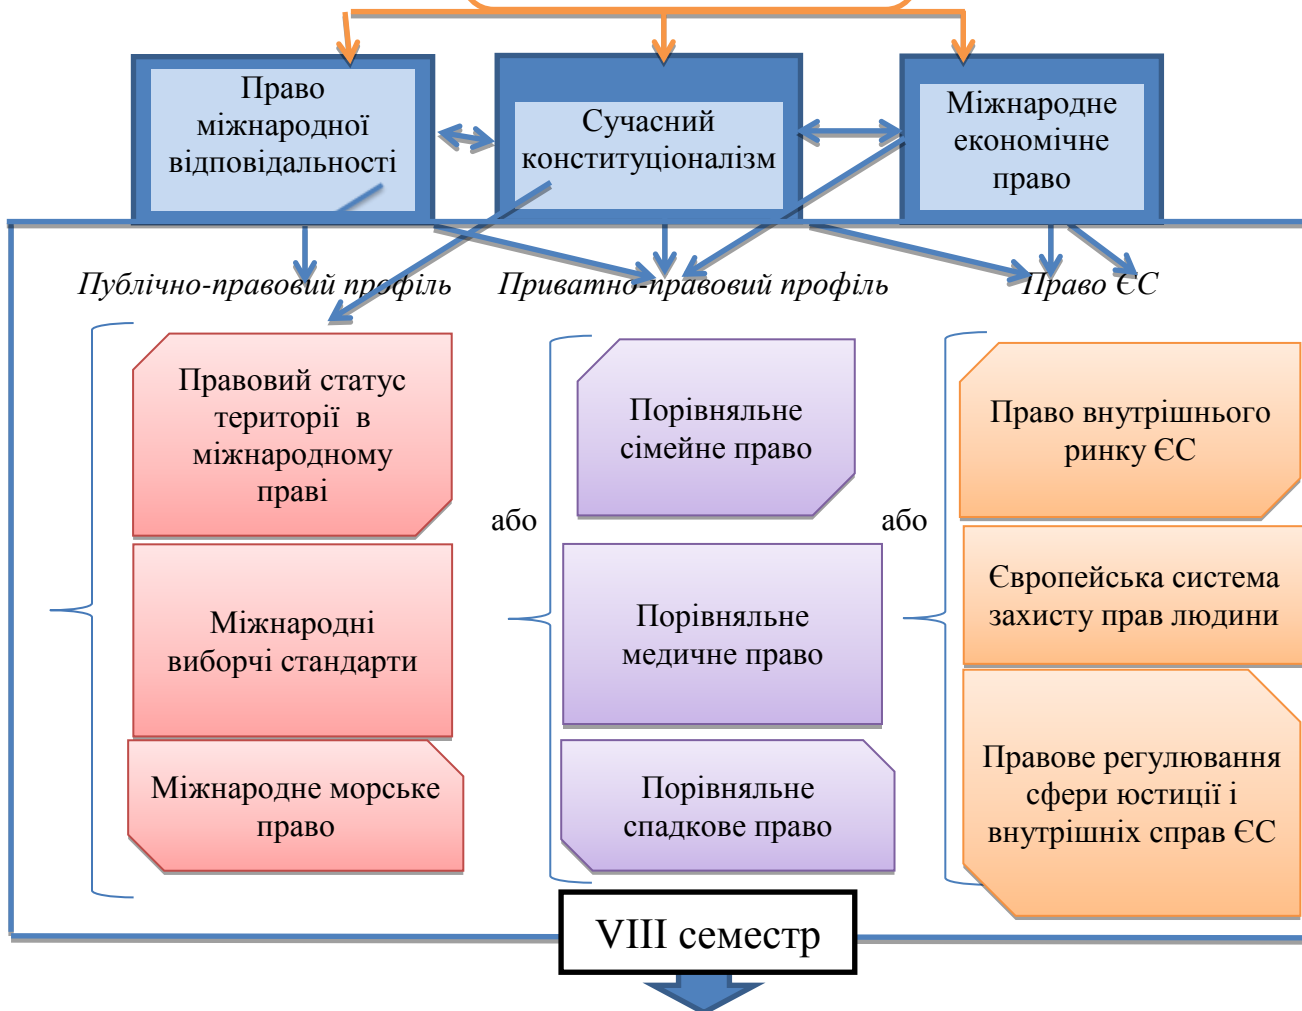 Право
міжнародної
відповідальності
Сучасний
конституціоналізм
Міжнародне
економічне
право
Публічно-правовий профіль
Приватно-правовий профіль
Право ЄС
Правовий статус
території в
міжнародному
праві
Міжнародні
виборчі стандарти
Міжнародне морське
право
або
Порівняльне
сімейне право
Порівняльне
медичне право
Порівняльне
спадкове право
або
Право внутрішнього
ринку ЄС
Європейська система
захисту прав людини
Правове регулювання
сфери юстиції і
внутрішніх справ ЄС
VIII семестр